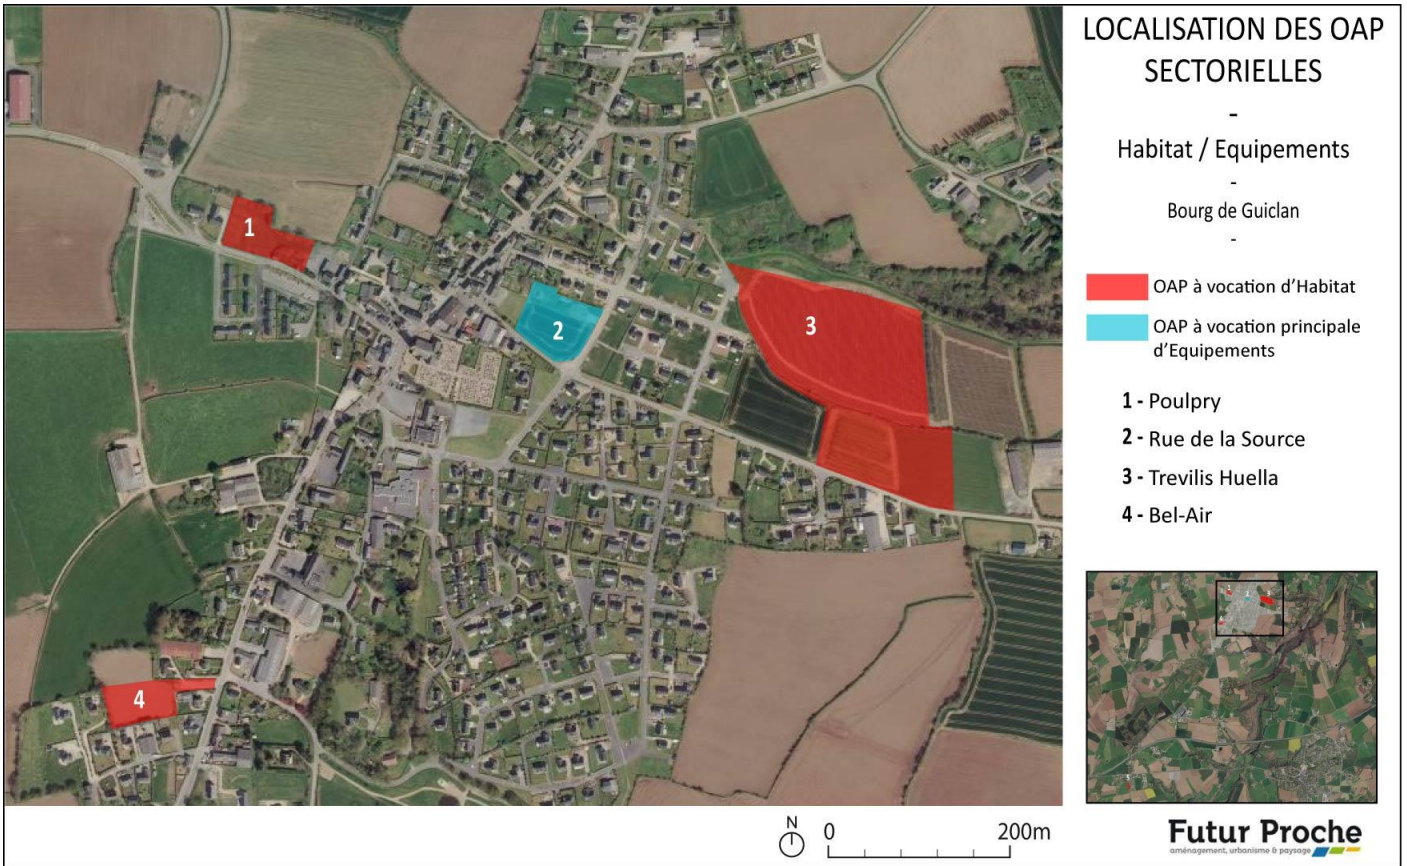 LOCALISATION DES OAP
SECTORIELLES
-
Habitat / Equipements
-
Bourg de Guiclan
-
OAP à vocation d'Habitat
OAP à vocation principale
d'Equipements
1 - Poulpry
2 - Rue de la Source
3 - Trevilis Huella
4 - Bel-Air
1
2
3
4
N
0 200m
Futur Proche
aménagement, urbanisme & paysage